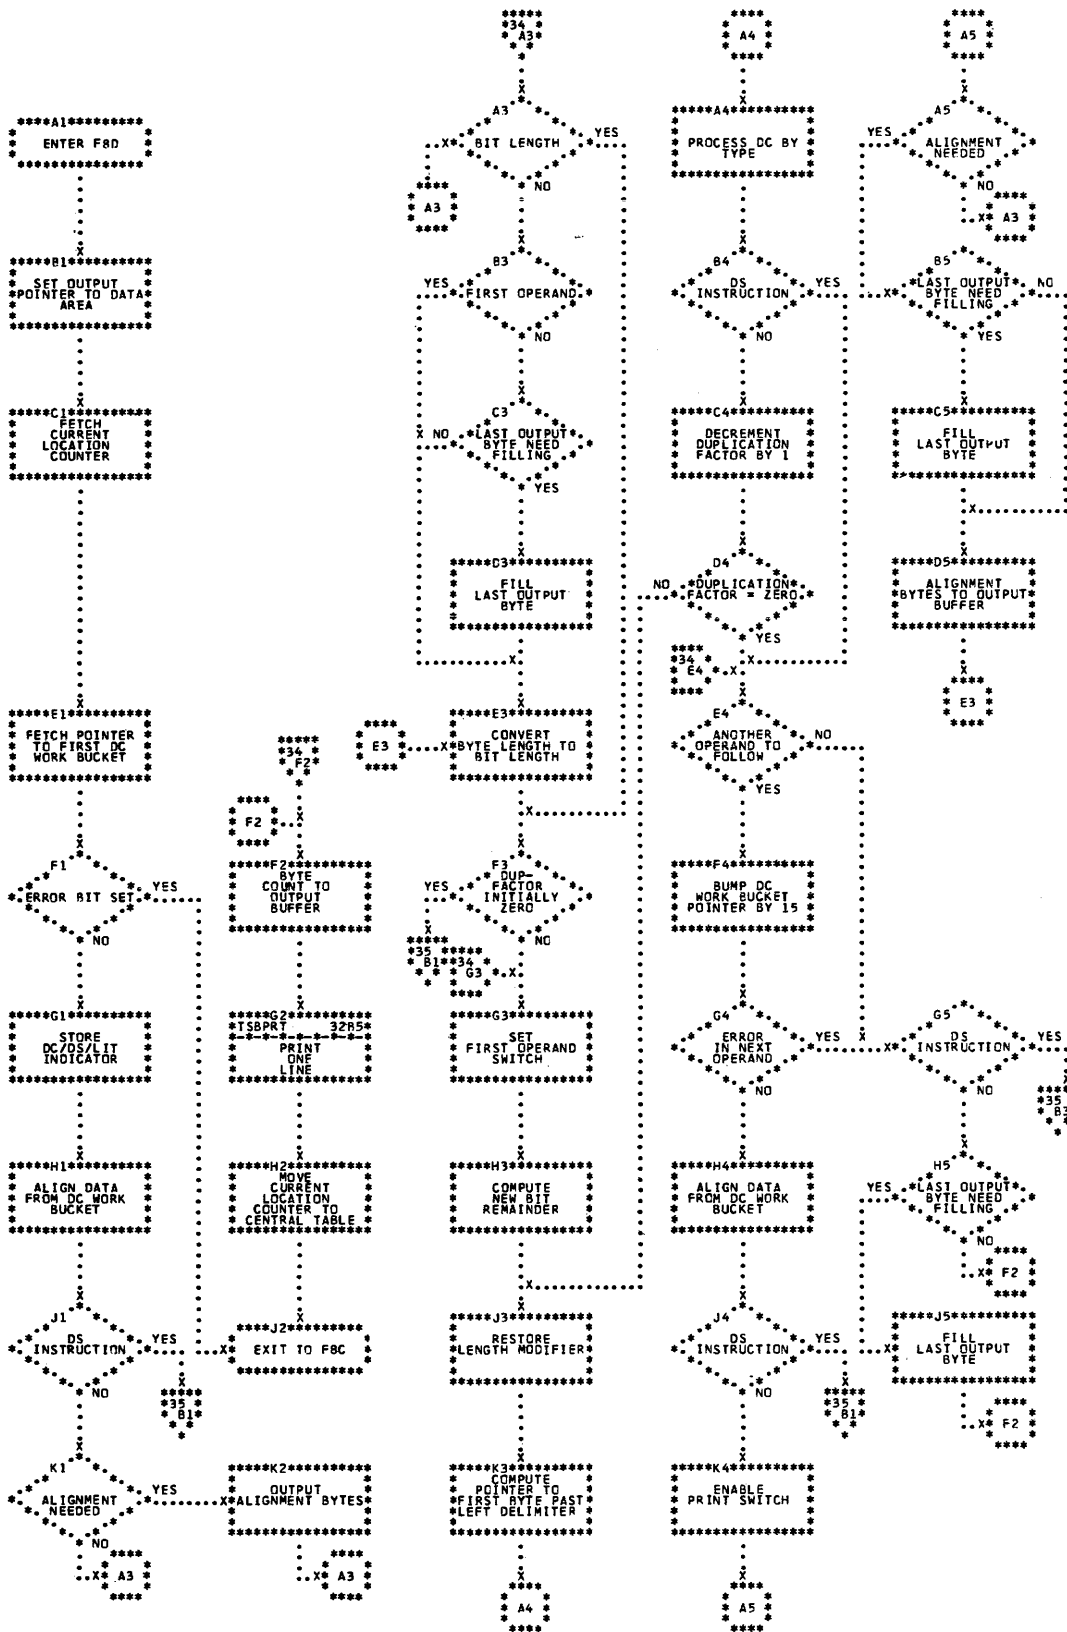 A1
ENTER F8D
B1
SET OUTPUT
POINTER TO DATA
AREA
C1
FETCH
CURRENT
LOCATION
COUNTER
E1
FETCH POINTER
TO FIRST DC
WORK BUCKET
F1
ERROR BIT SET
YES
NO
G1
STORE
DC/DS/LIT
INDICATOR
H1
ALIGN DATA
FROM DC WORK
BUCKET
J1
DS
INSTRUCTION
YES
NO
35
B1
K1
ALIGNMENT
NEEDED
YES
NO
A3
34
F2
F2
F2
BYTE
COUNT TO
OUTPUT
BUFFER
G2
TSBPRT 32B5
PRINT
ONE
LINE
H2
MOVE
CURRENT
LOCATION
COUNTER TO
CENTRAL TABLE
J2
EXIT TO F8C
K2
OUTPUT
ALIGNMENT BYTES
A3
34
A3
A3
BIT LENGTH
YES
NO
A3
B3
FIRST OPERAND
YES
NO
C3
LAST OUTPUT
BYTE NEED
FILLING
NO
YES
D3
FILL
LAST OUTPUT
BYTE
E3
E3
CONVERT
BYTE LENGTH TO
BIT LENGTH
F3
DUP-
FACTOR
INITIALLY
ZERO
YES
NO
35
B1
34
G3
G3
SET
FIRST OPERAND
SWITCH
H3
COMPUTE
NEW BIT
REMAINDER
J3
RESTORE
LENGTH MODIFIER
K3
COMPUTE
POINTER TO
FIRST BYTE PAST
LEFT DELIMITER
A4
A4
A4
PROCESS DC BY
TYPE
B4
DS
INSTRUCTION
YES
NO
C4
DECREMENT
DUPLICATION
FACTOR BY 1
D4
DUPLICATION
FACTOR = ZERO
NO
YES
34
E4
E4
ANOTHER
OPERAND TO
FOLLOW
NO
YES
F4
BUMP DC
WORK BUCKET
POINTER BY 15
G4
ERROR
IN NEXT
OPERAND
YES
NO
H4
ALIGN DATA
FROM DC WORK
BUCKET
J4
DS
INSTRUCTION
YES
NO
35
B1
K4
ENABLE
PRINT SWITCH
A5
A5
A5
ALIGNMENT
NEEDED
YES
NO
A3
B5
LAST OUTPUT
BYTE NEED
FILLING
NO
YES
C5
FILL
LAST OUTPUT
BYTE
D5
ALIGNMENT
BYTES TO OUTPUT
BUFFER
E3
G5
DS
INSTRUCTION
YES
NO
35
B3
H5
LAST OUTPUT
BYTE NEED
FILLING
YES
NO
F2
J5
FILL
LAST OUTPUT
BYTE
F2